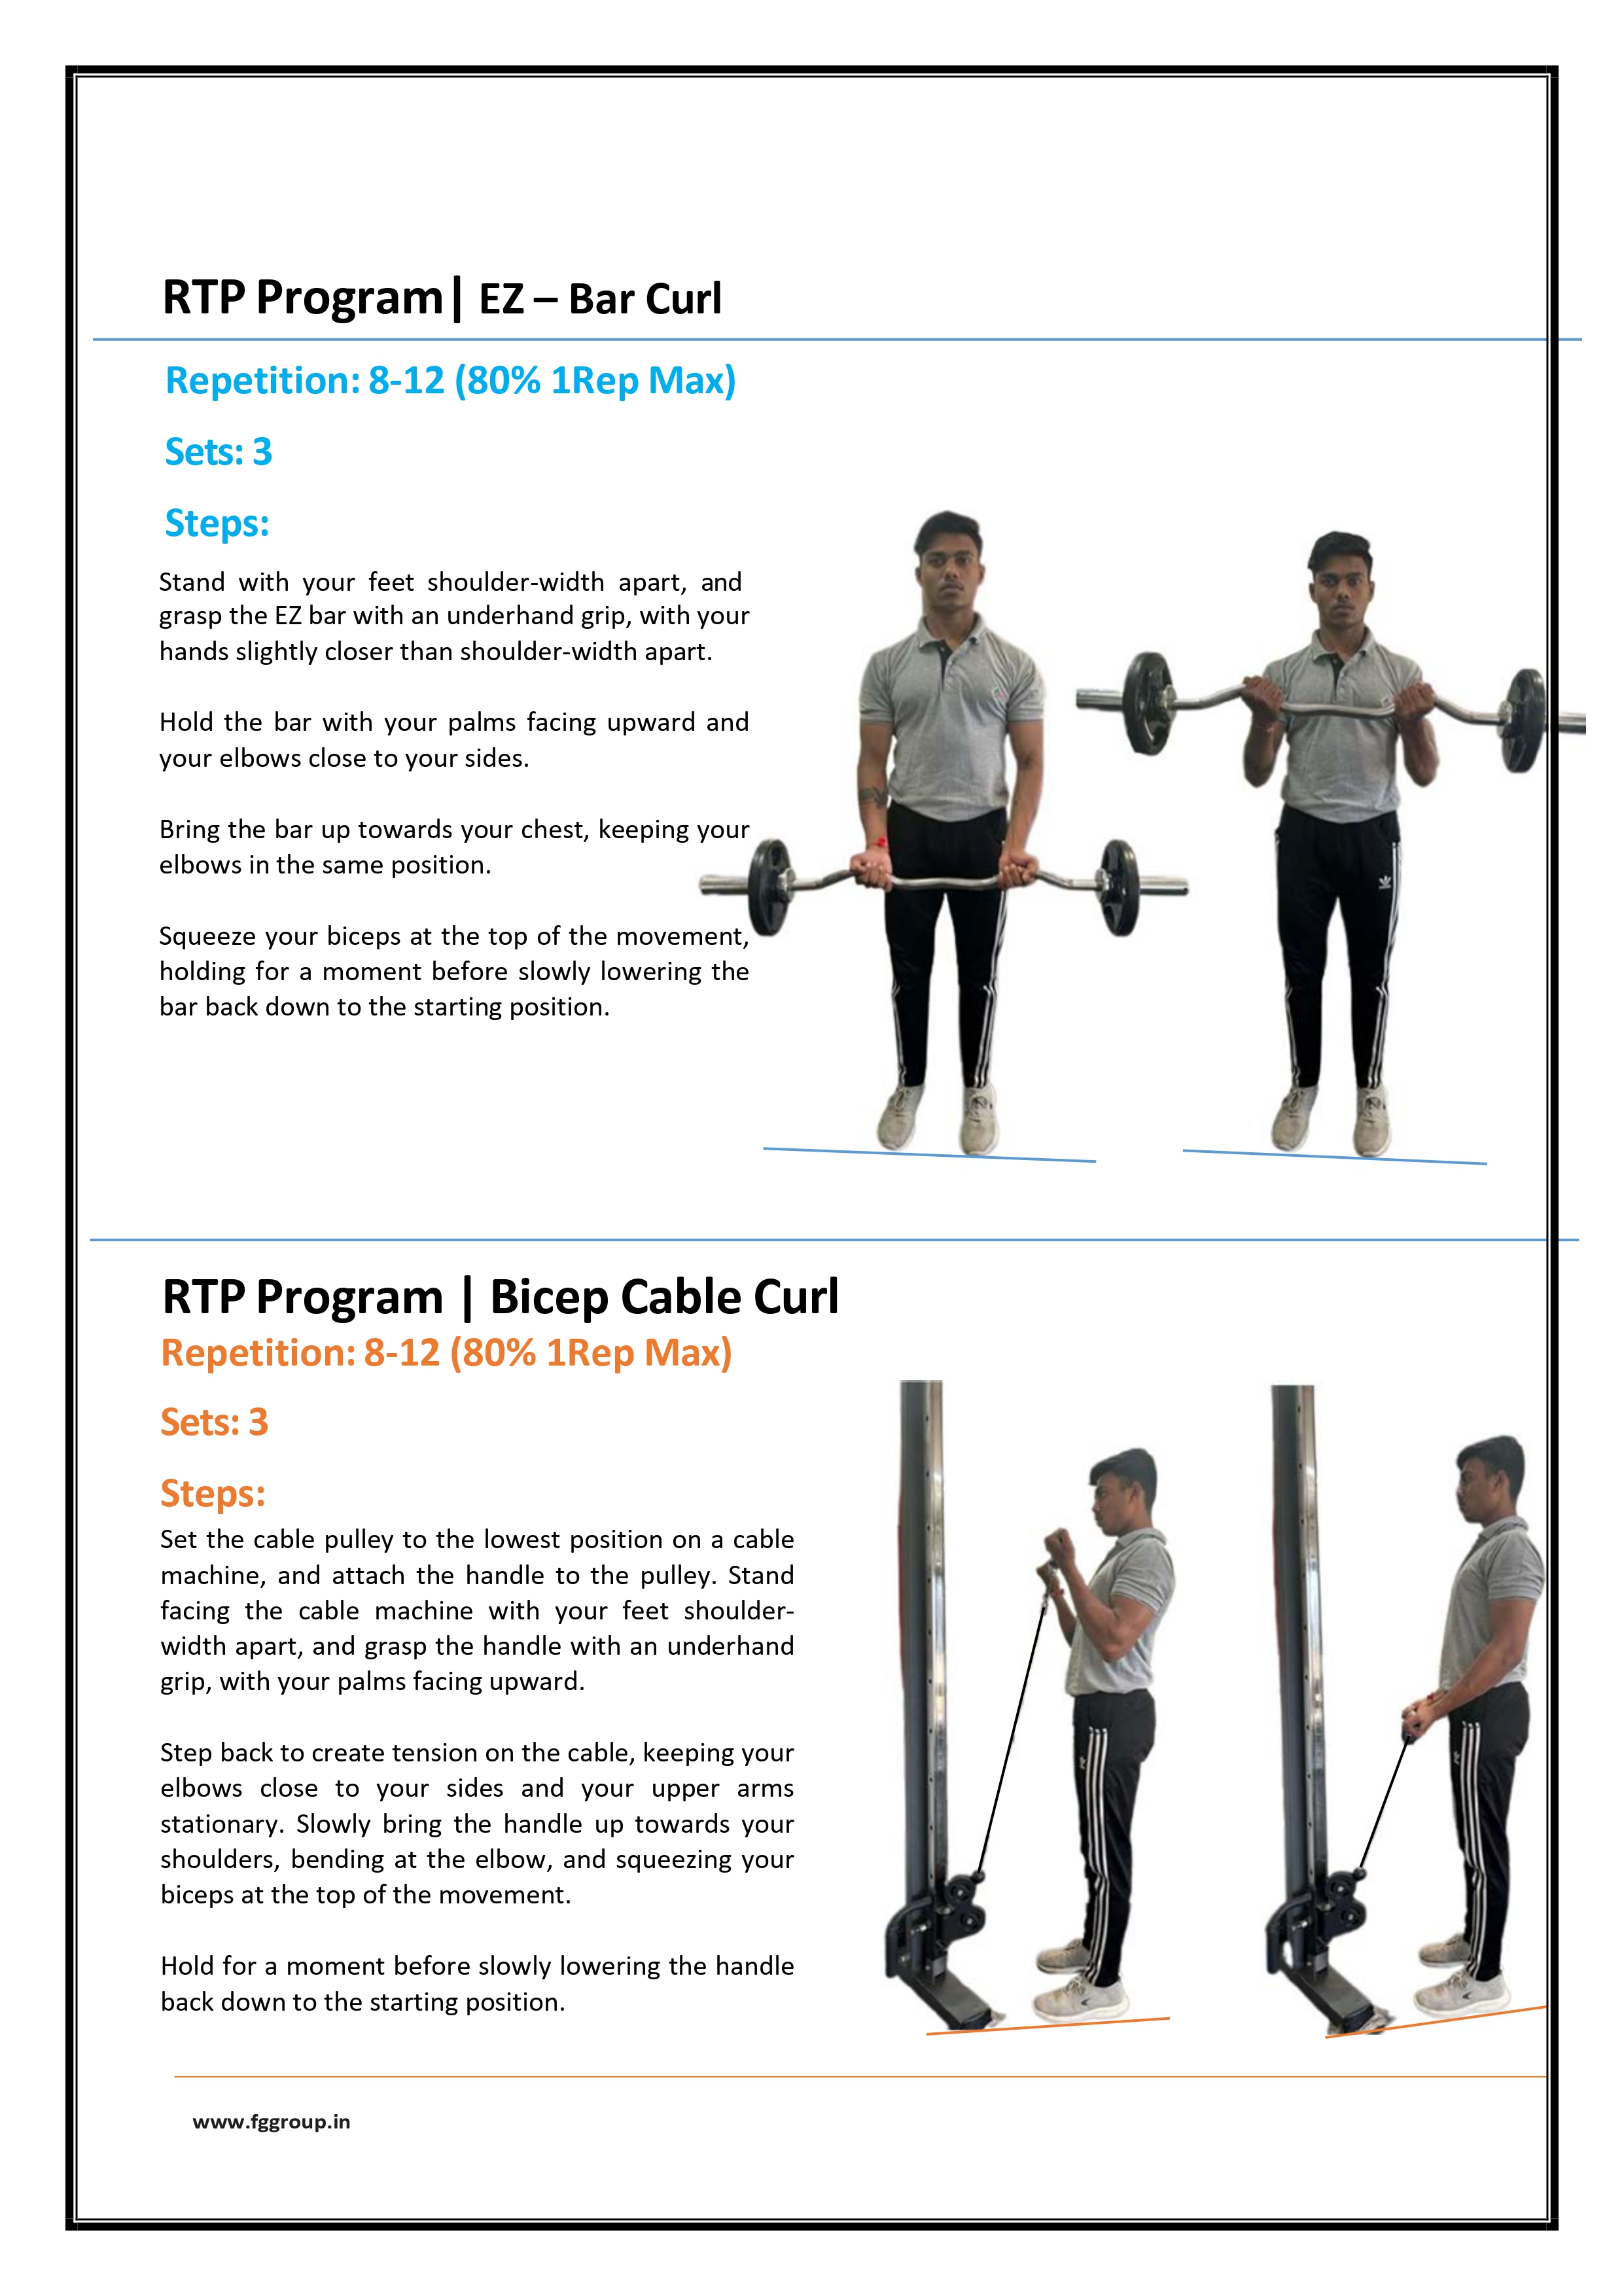 RTP Program| EZ – Bar Curl
Repetition: 8-12 (80% 1Rep Max)
Sets: 3
Steps:
Stand with your feet shoulder-width apart, and
grasp the EZ bar with an underhand grip, with your
hands slightly closer than shoulder-width apart.
Hold the bar with your palms facing upward and
your elbows close to your sides.
Bring the bar up towards your chest, keeping your
elbows in the same position.
Squeeze your biceps at the top of the movement,
holding for a moment before slowly lowering the
bar back down to the starting position.
RTP Program | Bicep Cable Curl
Repetition: 8-12 (80% 1Rep Max)
Sets: 3
Steps:
Set the cable pulley to the lowest position on a cable
machine, and attach the handle to the pulley. Stand
facing the cable machine with your feet shoulder-
width apart, and grasp the handle with an underhand
grip, with your palms facing upward.
Step back to create tension on the cable, keeping your
elbows close to your sides and your upper arms
stationary. Slowly bring the handle up towards your
shoulders, bending at the elbow, and squeezing your
biceps at the top of the movement.
Hold for a moment before slowly lowering the handle
back down to the starting position.
www.fggroup.in